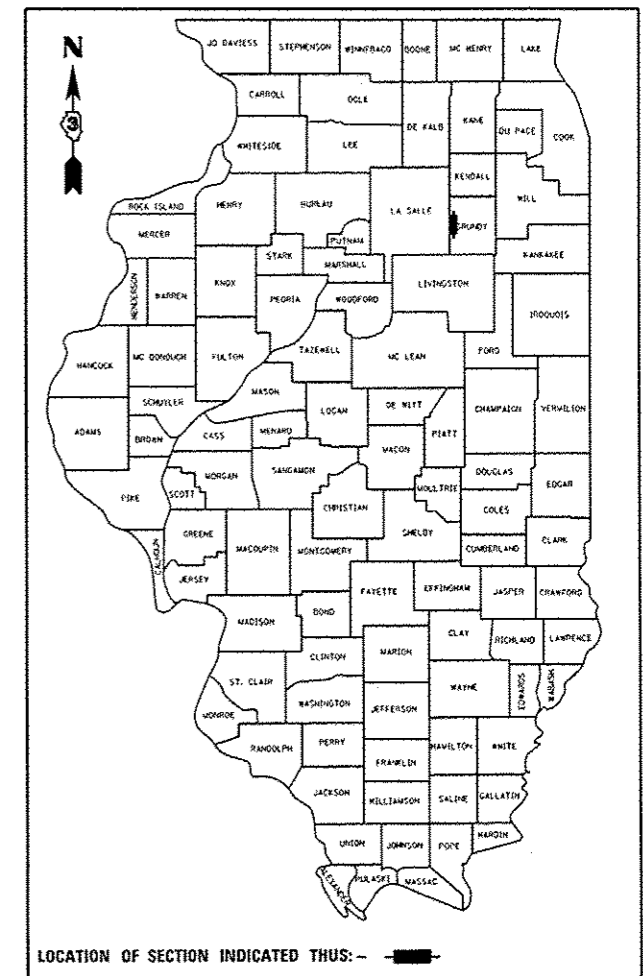 JO DAVIESS STEPHENSON WINNEBAGO BOONE MC HENRY LAKE
N
CARROLL OGLE
DE KALB KANE
DU PAGE COOK
3
WHITESIDE LEE
KENDALL
ROCK ISLAND HENRY BUREAU LA SALLE GRUNDY WILL
MERCER PUTNAM
STARK MARSHALL KANKAKEE
HENDERSON WARREN KNOX PEORIA WOODFORD LIVINGSTON IROQUOIS
HANCOCK MC DONOUGH FULTON TAZEWELL MC LEAN FORD
SCHUYLER MASON
ADAMS BROWN CASS MENARD LOGAN DE WITT PIATT CHAMPAIGN VERMILION
MACON
PIKE SCOTT MORGAN SANGAMON MOULTRIE DOUGLAS EDGAR
CHRISTIAN COLES
GREENE SHELBY
CALHOUN MACOUPIN MONTGOMERY CUMBERLAND CLARK
JERSEY
FAYETTE EFFINGHAM JASPER CRAWFORD
MADISON BOND
CLAY RICHLAND LAWRENCE
CLINTON MARION
ST. CLAIR WAYNE EDWARDS WABASH
WASHINGTON JEFFERSON
MONROE
RANDOLPH PERRY HAMILTON WHITE
FRANKLIN
JACKSON WILLIAMSON SALINE GALLATIN
UNION JOHNSON POPE HARDIN
ALEXANDER PULASKI MASSAC
LOCATION OF SECTION INDICATED THUS: -